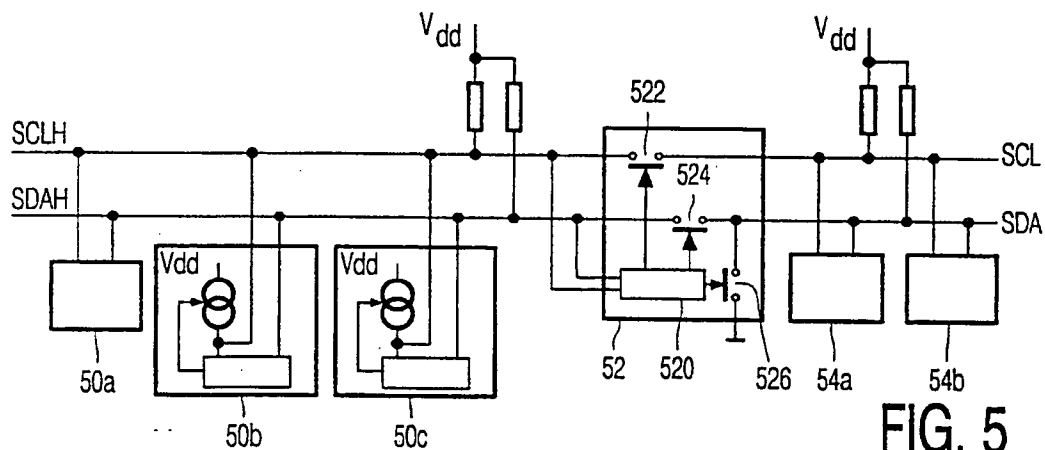 Vdd
Vdd
522
SCLH
SCL
524
SDAH
SDA
Vdd
Vdd
50a
52
520
526
54a
54b
50b
50c
FIG. 5